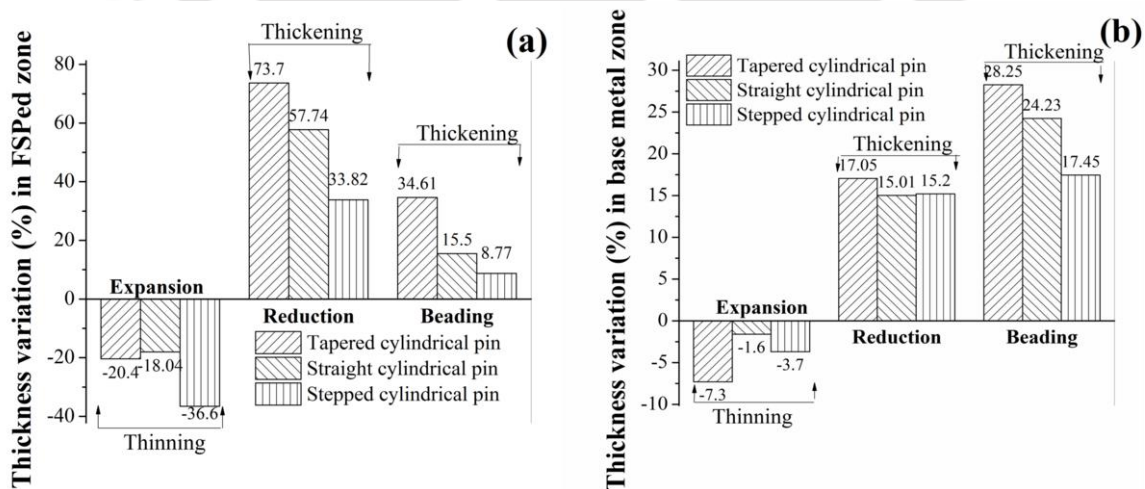 (a)
Thickness variation (%) in FSPed zone
80
60
40
20
0
-20
-40
Thickening
73.7
57.74
33.82
Thickening
34.61
15.5
8.77
Expansion
Reduction
Beading
-20.4
-18.04
-36.6
Thinning
Tapered cylindrical pin
Straight cylindrical pin
Stepped cylindrical pin
(b)
Thickness variation (%) in base metal zone
30
25
20
15
10
5
0
-5
-10
Tapered cylindrical pin
Straight cylindrical pin
Stepped cylindrical pin
Thickening
28.25
24.23
17.45
Thickening
17.05
15.01
15.2
Expansion
Reduction
Beading
-7.3
-1.6
-3.7
Thinning